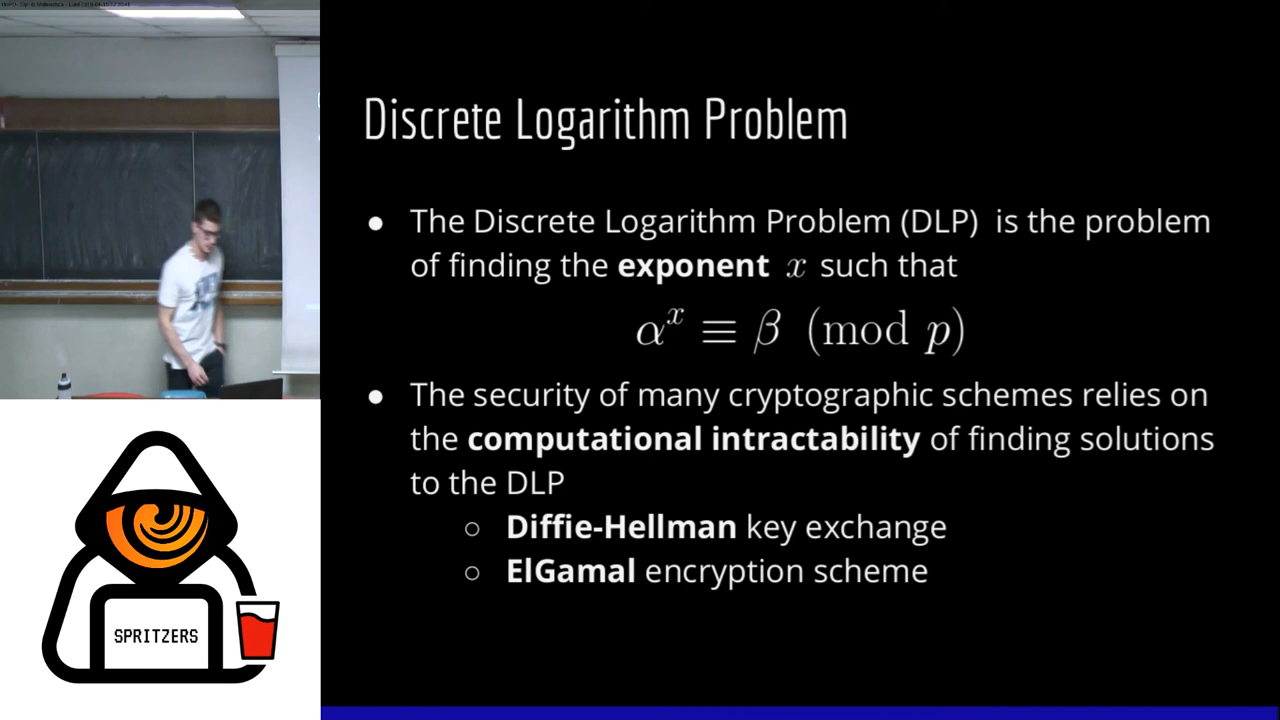 Discrete Logarithm Problem
● The Discrete Logarithm Problem (DLP) is the problem
of finding the exponent x such that
α^x ≡ β (mod p)
● The security of many cryptographic schemes relies on
the computational intractability of finding solutions
to the DLP
○ Diffie-Hellman key exchange
○ ElGamal encryption scheme
SPRITZERS